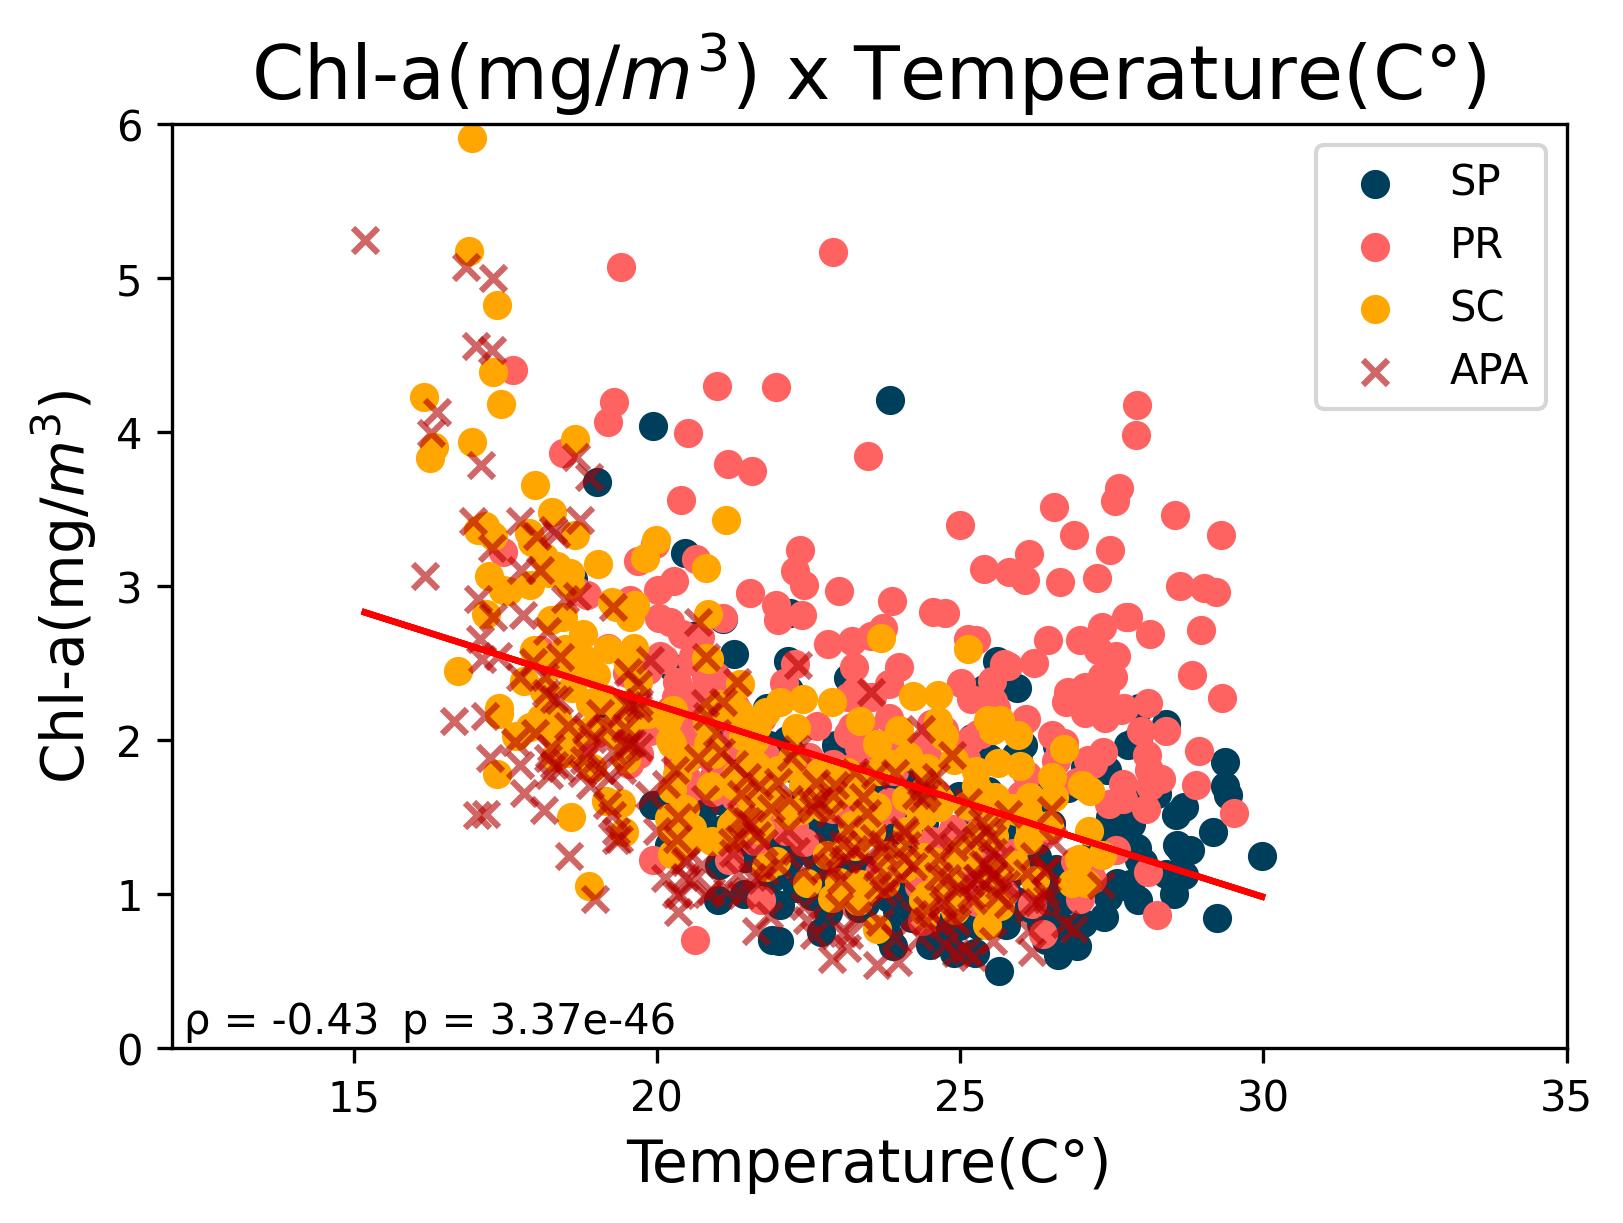 Chl-a(mg/m³) x Temperature(C°)
6
5
4
3
2
1
0
Chl-a(mg/m³)
SP
PR
SC
APA
ρ = -0.43 p = 3.37e-46
15 20 25 30 35
Temperature(C°)